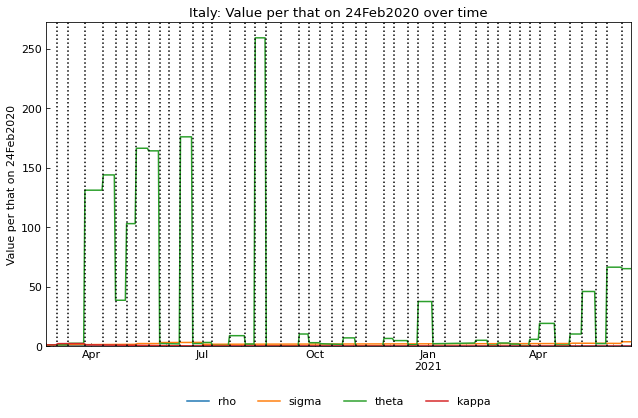 Italy: Value per that on 24Feb2020 over time
Value per that on 24Feb2020
250
200
150
100
50
0
Apr Jul Oct Jan Apr
2021
rho sigma theta kappa